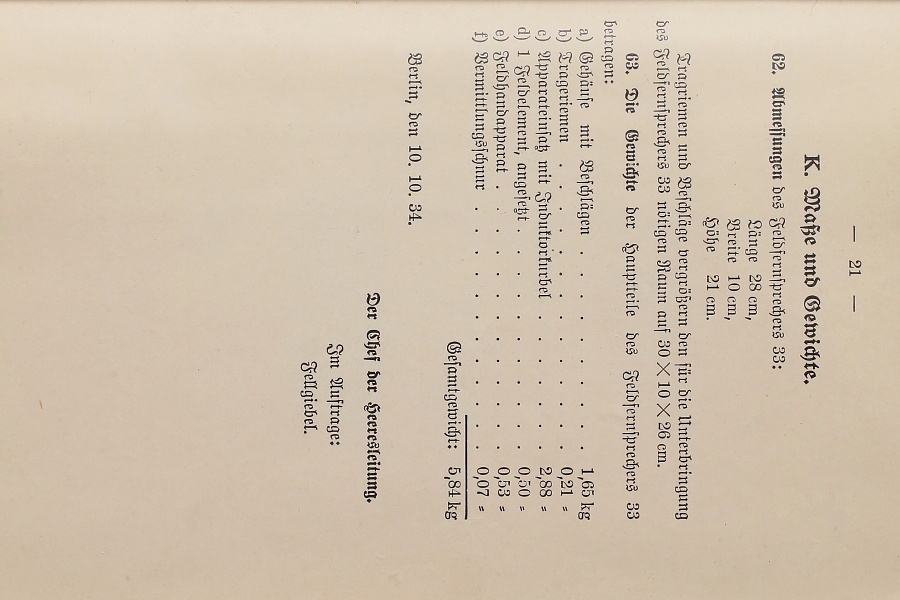 — 21 —
K. Maße und Gewichte.
62. Abmessungen des Feldfernsprechers 33:
Länge 28 cm,
Breite 10 cm,
Höhe 21 cm.
Tragriemen und Beschläge vergrößern den für die Unterbringung
des Feldfernsprechers 33 nötigen Raum auf 30 × 10 × 26 cm.
63. Die Gewichte der Hauptteile des Feldfernsprechers 33
betragen:
a) Gehäuse mit Beschlägen . . . . . . . . . . 1,65 kg
b) Trageriemen . . . . . . . . . . . . . 0,21 =
c) Apparateinsatz mit Induktorkurbel . . . . . . . 2,88 =
d) 1 Feldelement, angesetzt . . . . . . . . . . . 0,50 =
e) Feldhandapparat . . . . . . . . . . . . . 0,53 =
f) Vermittlungsschnur . . . . . . . . . . . . 0,07 =
Gesamtgewicht: 5,84 kg
Berlin, den 10. 10. 34.
Der Chef der Heeresleitung.
Im Auftrage:
Fellgiebel.